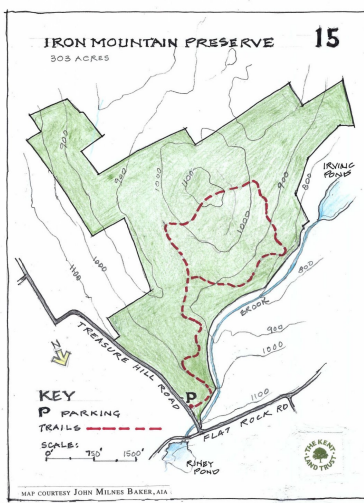 IRON MOUNTAIN PRESERVE 15
303 ACRES
900
900
1000
1100
1000
900
800
IRVING
POND
1100
1000
800
BROOK
900
1000
1100
TREASURE HILL ROAD
P
FLAT ROCK RD
N
KEY
P PARKING
TRAILS
SCALE:
0' 750' 1500'
RINEY
POND
THE KENT
LAND TRUST
MAP COURTESY JOHN MILNES BAKER, AIA